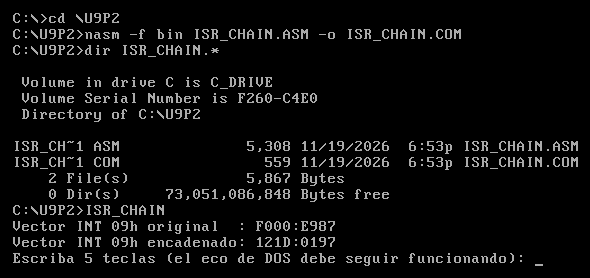 C:\>cd \U9P2
C:\U9P2>nasm -f bin ISR_CHAIN.ASM -o ISR_CHAIN.COM
C:\U9P2>dir ISR_CHAIN.*
Volume in drive C is C_DRIVE
Volume Serial Number is F260-C4E0
Directory of C:\U9P2
ISR_CH~1 ASM 5,308 11/19/2026 6:53p ISR_CHAIN.ASM
ISR_CH~1 COM 559 11/19/2026 6:53p ISR_CHAIN.COM
2 File(s) 5,867 Bytes
0 Dir(s) 73,051,086,848 Bytes free
C:\U9P2>ISR_CHAIN
Vector INT 09h original : F000:E987
Vector INT 09h encadenado: 121D:0197
Escriba 5 teclas (el eco de DOS debe seguir funcionando): _